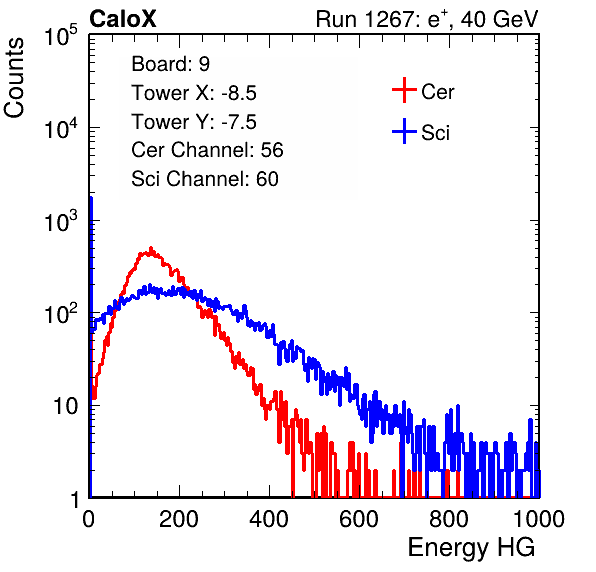 CaloX Run 1267: e⁺, 40 GeV
Counts
Board: 9
Tower X: -8.5
Tower Y: -7.5
Cer Channel: 56
Sci Channel: 60
Cer
Sci
10⁵
10⁴
10³
10²
10
1
0 200 400 600 800 1000
Energy HG